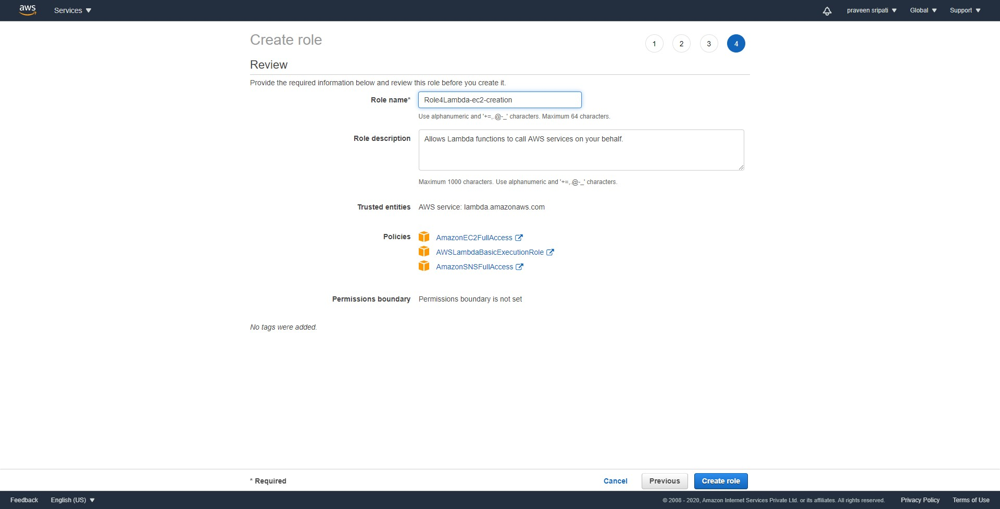 aws Services praveen sripati Global Support
Create role 1 2 3 4
Review
Provide the required information below and review this role before you create it.
Role name* Role4Lambda-ec2-creation
Use alphanumeric and '+=,.@-_' characters. Maximum 64 characters.
Role description Allows Lambda functions to call AWS services on your behalf.
Maximum 1000 characters. Use alphanumeric and '+=,.@-_' characters.
Trusted entities AWS service: lambda.amazonaws.com
Policies AmazonEC2FullAccess
AWSLambdaBasicExecutionRole
AmazonSNSFullAccess
Permissions boundary Permissions boundary is not set
No tags were added.
* Required Cancel Previous Create role
Feedback English (US) © 2008 - 2020, Amazon Internet Services Private Ltd. or its affiliates. All rights reserved. Privacy Policy Terms of Use